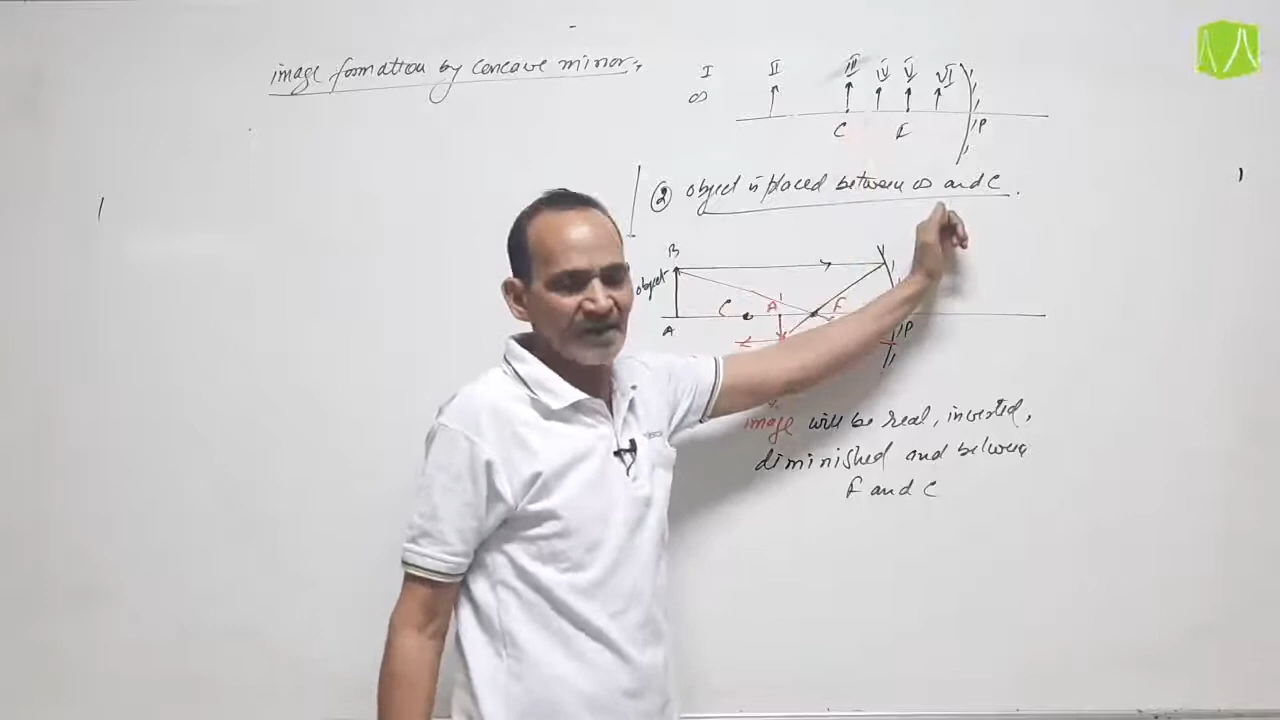 image formation by concave mirror,
I II III IV V VI
∞
C F P
② object is placed between ∞ and C.
B
object
C A' F
A P
image will be real, inverted,
diminished and between
F and C